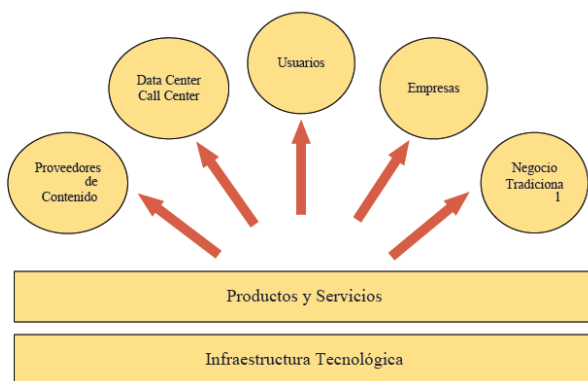 Usuarios
Data Center
Call Center
Empresas
Proveedores
de
Contenido
Negocio
Tradiciona
l
Productos y Servicios
Infraestructura Tecnológica